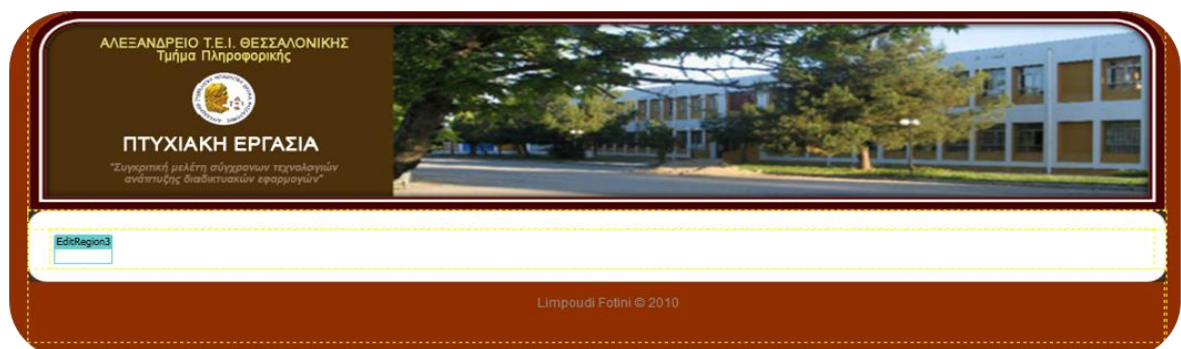 ΑΛΕΞΑΝΔΡΕΙΟ Τ.Ε.Ι. ΘΕΣΣΑΛΟΝΙΚΗΣ
Τμήμα Πληροφορικής
ΠΤΥΧΙΑΚΗ ΕΡΓΑΣΙΑ
"Συγκριτική μελέτη σύγχρονων τεχνολογιών
ανάπτυξης διαδικτυακών εφαρμογών"
EditRegion3
Limpoudi Fotini © 2010